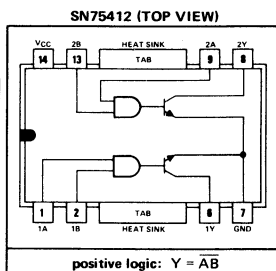 SN75412 (TOP VIEW)
VCC 2B HEAT SINK 2A 2Y
14 13 TAB 9 8
1 2 TAB 6 7
1A 1B HEAT SINK 1Y GND
positive logic: Y = A̅B̅